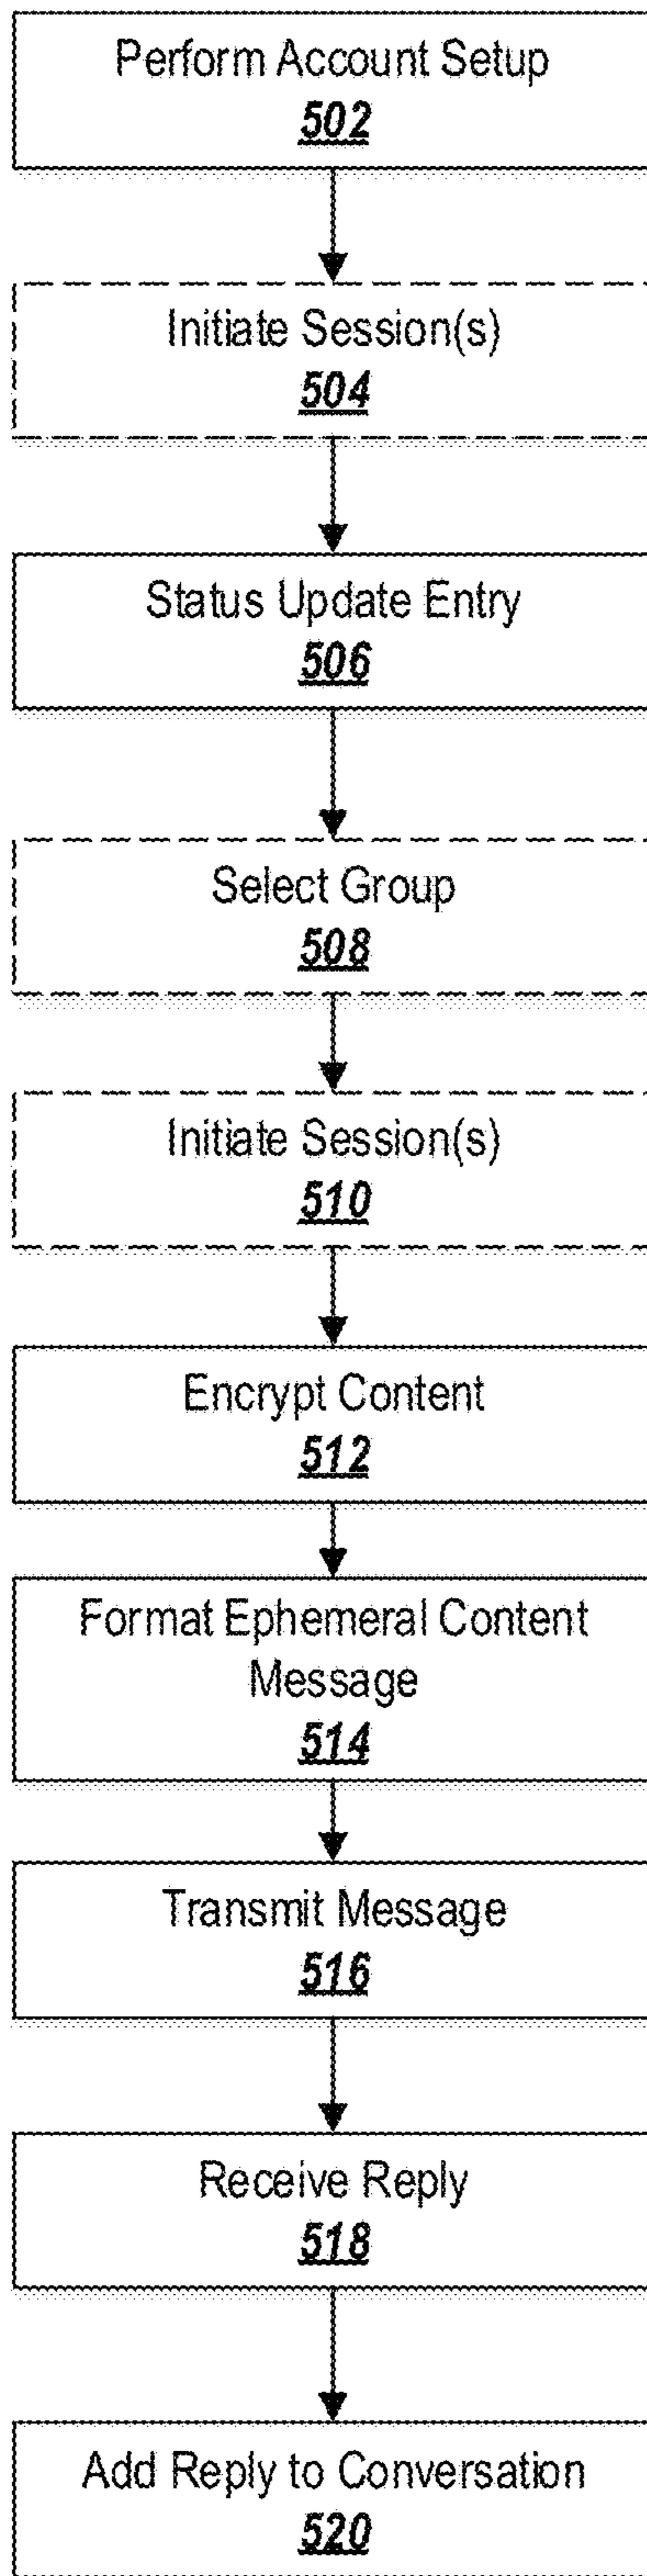 Perform Account Setup
502
Initiate Session(s)
504
Status Update Entry
506
Select Group
508
Initiate Session(s)
510
Encrypt Content
512
Format Ephemeral Content
Message
514
Transmit Message
516
Receive Reply
518
Add Reply to Conversation
520